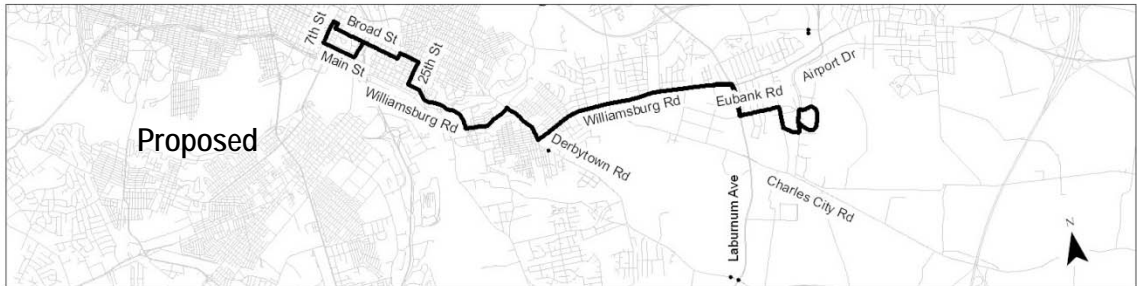 Broad St
7th St
Main St
25th St
Williamsburg Rd
Proposed
Williamsburg Rd
Derbytown Rd
Eubank Rd
Airport Dr
Laburnum Ave
Charles City Rd
N